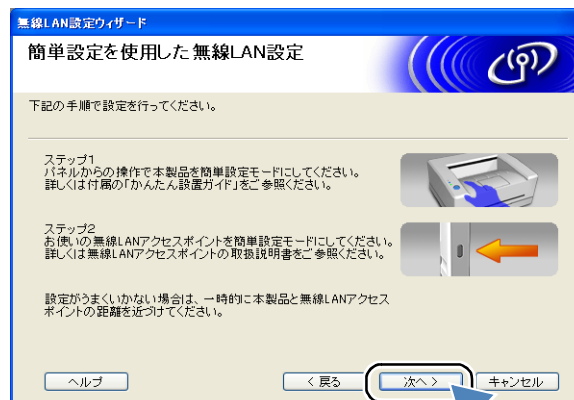 無線LAN設定ウィザード
簡単設定を使用した無線LAN設定
下記の手順で設定を行ってください。
ステップ1
パネルからの操作で本製品を簡単設定モードにしてください。
詳しくは付属の「かんたん設置ガイド」をご参照ください。
ステップ2
お使いの無線LANアクセスポイントを簡単設定モードにしてください。
詳しくは無線LANアクセスポイントの取扱説明書をご参照ください。
設定がうまくいかない場合は、一時的に本製品と無線LANアクセス
ポイントの距離を近づけてください。
ヘルプ < 戻る 次へ > キャンセル